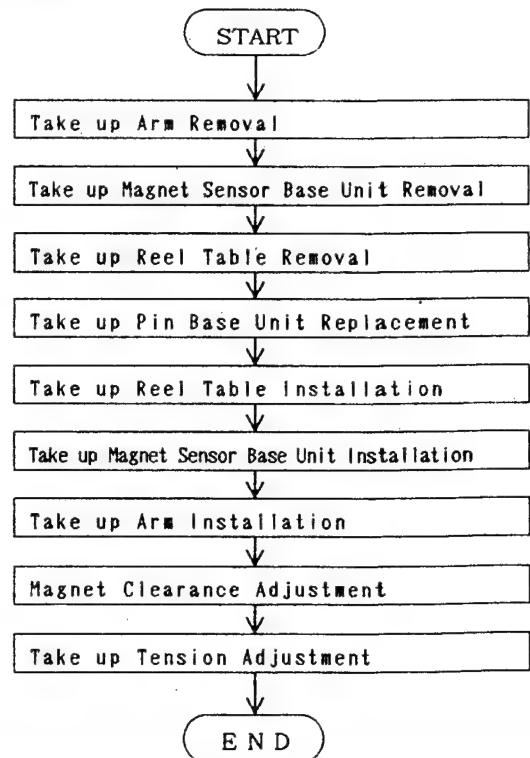 START
Take up Arm Removal
Take up Magnet Sensor Base Unit Removal
Take up Reel Table Removal
Take up Pin Base Unit Replacement
Take up Reel Table Installation
Take up Magnet Sensor Base Unit Installation
Take up Arm Installation
Magnet Clearance Adjustment
Take up Tension Adjustment
END